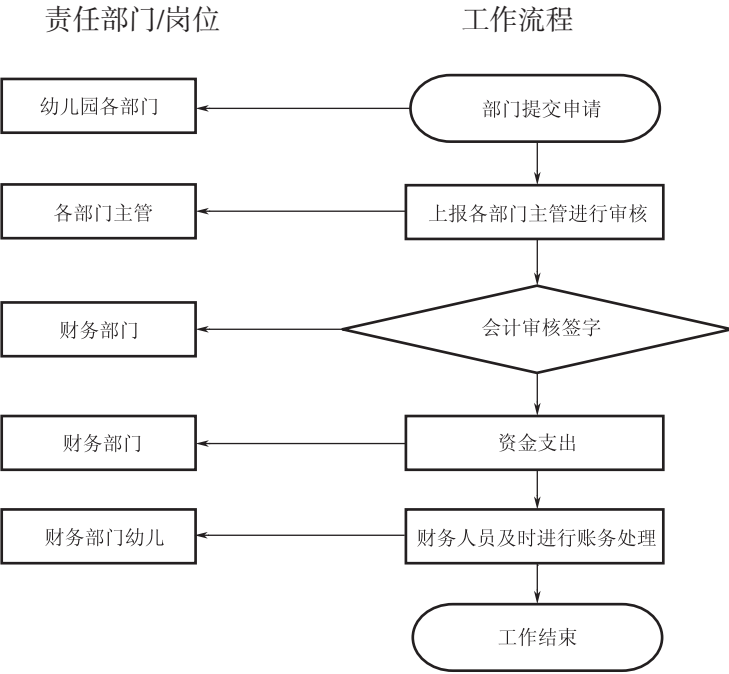 责任部门/岗位
工作流程
幼儿园各部门
部门提交申请
各部门主管
上报各部门主管进行审核
财务部门
会计审核签字
财务部门
资金支出
财务部门幼儿
财务人员及时进行账务处理
工作结束